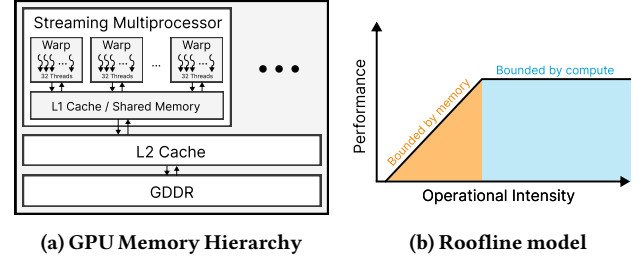 Streaming Multiprocessor
Warp Warp Warp
... ... ... ...
32 Threads 32 Threads 32 Threads
L1 Cache / Shared Memory
L2 Cache
GDDR
(a) GPU Memory Hierarchy
Performance
Bounded by memory
Bounded by compute
Operational Intensity
(b) Roofline model